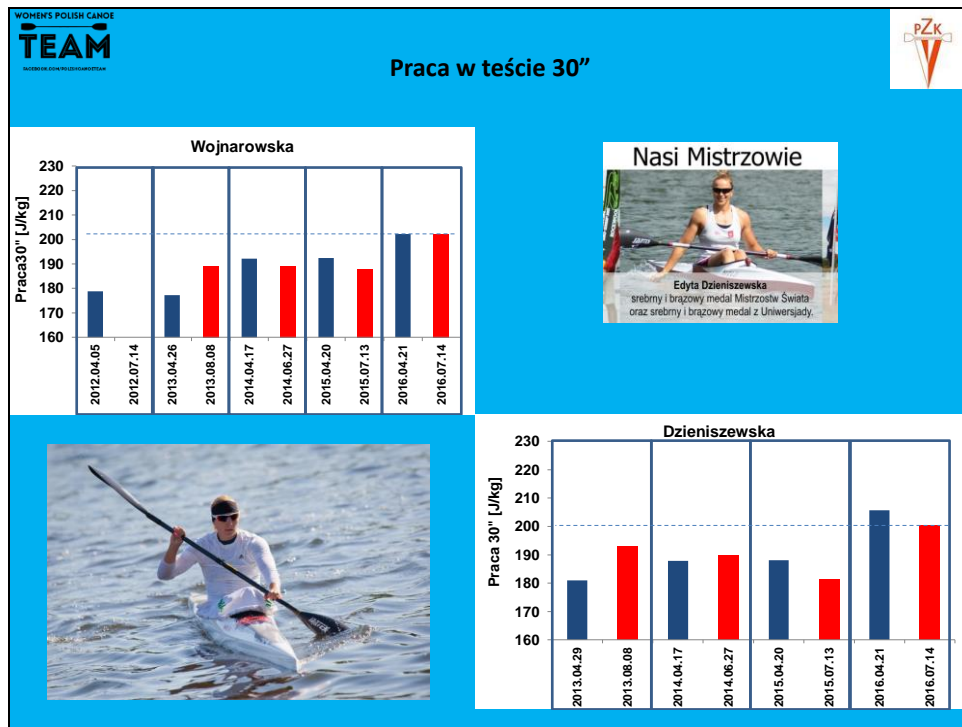 WOMEN'S POLISH CANOE
TEAM
FACEBOOK.COM/POLISHCANOETEAM
PZK
Praca w teście 30”
Wojnarowska
230
220
210
200
190
180
170
160
Praca30" [J/kg]
2012.04.05
2012.07.14
2013.04.26
2013.08.08
2014.04.17
2014.06.27
2015.04.20
2015.07.13
2016.04.21
2016.07.14
Nasi Mistrzowie
Edyta Dzieniszewska
srebrny i brązowy medal Mistrzostw Świata
oraz srebrny i brązowy medal z Uniwersjady.
Dzieniszewska
230
220
210
200
190
180
170
160
Praca 30" [J/kg]
2013.04.29
2013.08.08
2014.04.17
2014.06.27
2015.04.20
2015.07.13
2016.04.21
2016.07.14